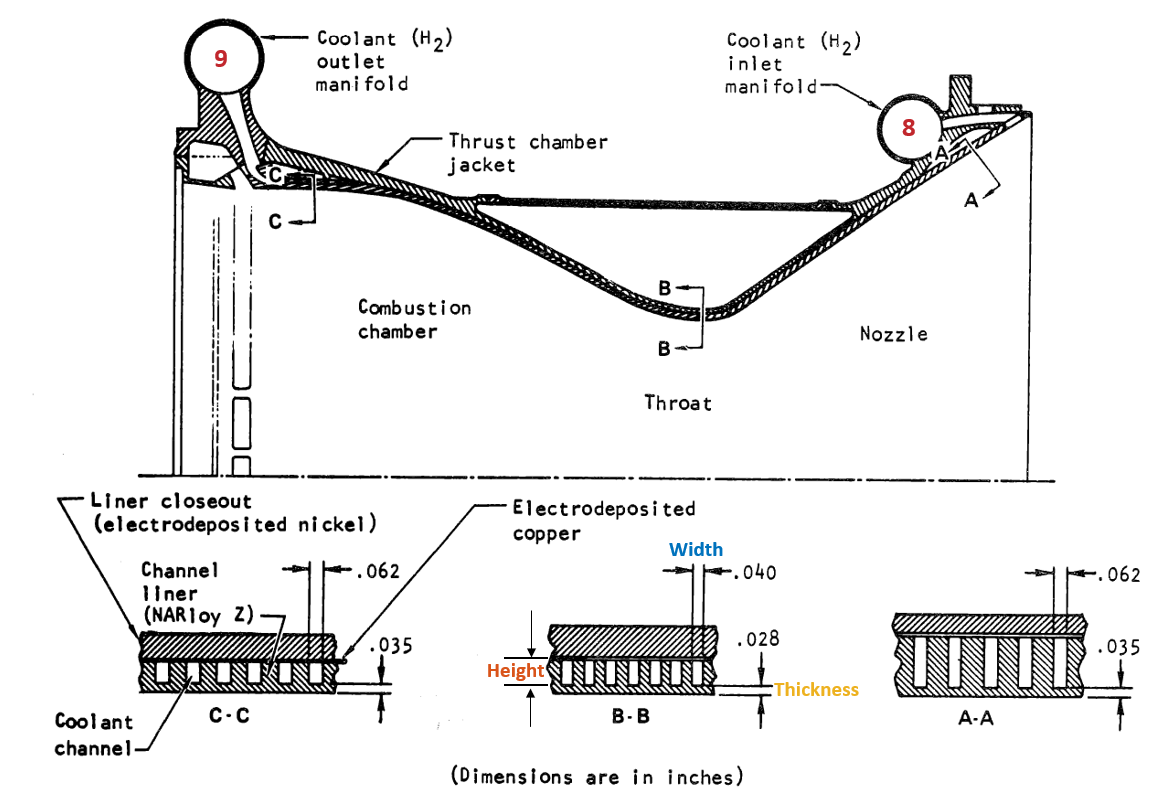 9
Coolant (H2)
outlet
manifold
Coolant (H2)
inlet
manifold
8
Thrust chamber
jacket
A
A
C
C
B
B
Combustion
chamber
Nozzle
Throat
Liner closeout
(electrodeposited nickel)
Electrodeposited
copper
Channel
liner
(NARloy Z)
.062
.035
Coolant
channel
C-C
Width
.040
.028
Height
Thickness
B-B
.062
.035
A-A
(Dimensions are in inches)